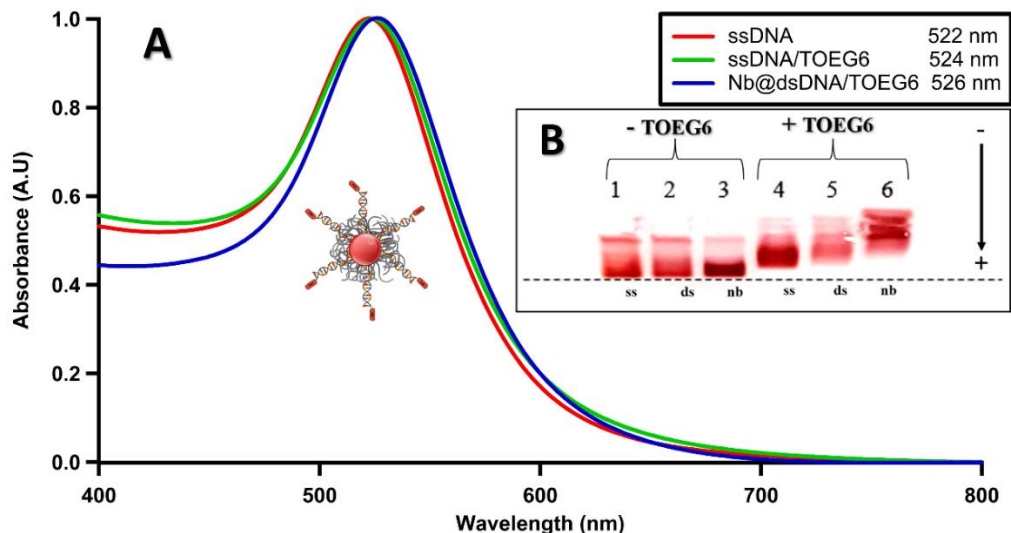 A
ssDNA 522 nm
ssDNA/TOEG6 524 nm
Nb@dsDNA/TOEG6 526 nm
B
- TOEG6 + TOEG6
-
1 2 3 4 5 6
+
ss ds nb ss ds nb
1.0
0.8
0.6
0.4
0.2
0.0
Absorbance (A.U)
400 500 600 700 800
Wavelength (nm)